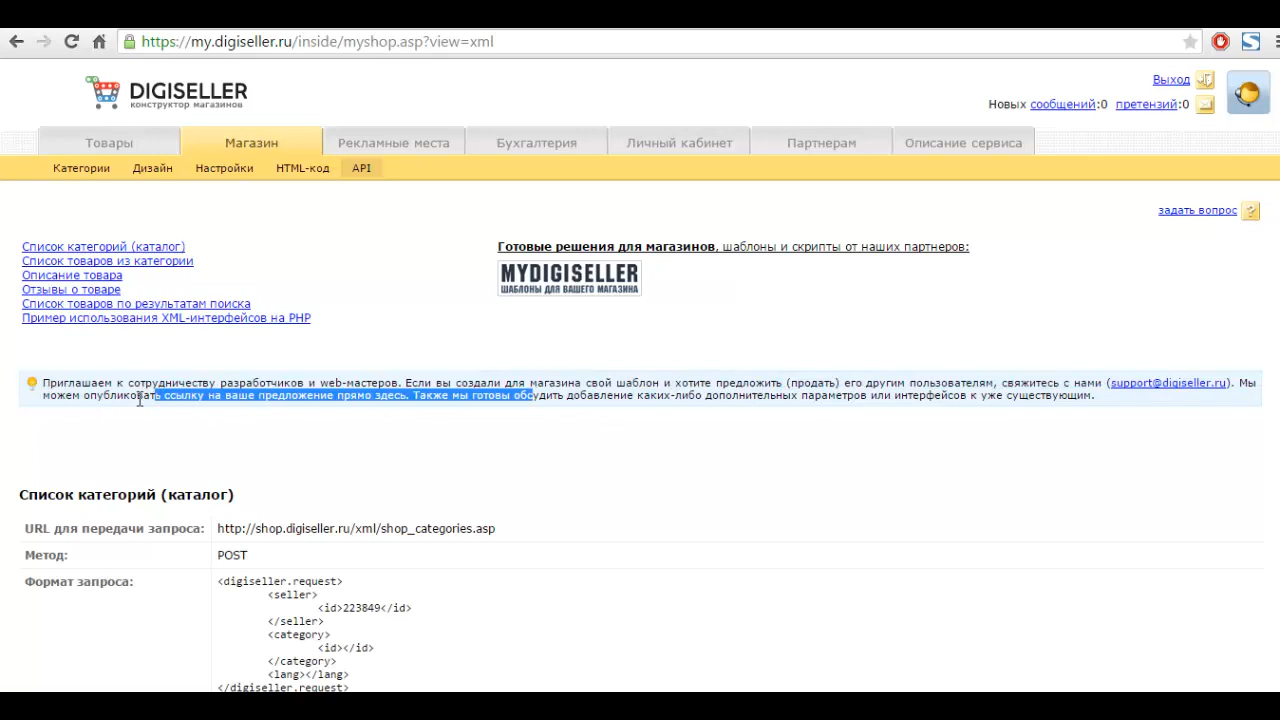 https://my.digiseller.ru/inside/myshop.asp?view=xml
DIGISELLER
конструктор магазинов
Выход
Новых сообщений:0 претензий:0
Товары Магазин Рекламные места Бухгалтерия Личный кабинет Партнерам Описание сервиса
Категории Дизайн Настройки HTML-код API
задать вопрос
Список категорий (каталог)
Список товаров из категории
Описание товара
Отзывы о товаре
Список товаров по результатам поиска
Пример использования XML-интерфейсов на PHP
Готовые решения для магазинов, шаблоны и скрипты от наших партнеров:
MYDIGISELLER
ШАБЛОНЫ ДЛЯ ВАШЕГО МАГАЗИНА
Приглашаем к сотрудничеству разработчиков и web-мастеров. Если вы создали для магазина свой шаблон и хотите предложить (продать) его другим пользователям, свяжитесь с нами (support@digiseller.ru). Мы
можем опубликовать ссылку на ваше предложение прямо здесь. Также мы готовы обсудить добавление каких-либо дополнительных параметров или интерфейсов к уже существующим.
Список категорий (каталог)
URL для передачи запроса: http://shop.digiseller.ru/xml/shop_categories.asp
Метод: POST
Формат запроса: <digiseller.request>
<seller>
<id>223849</id>
</seller>
<category>
<id></id>
</category>
<lang></lang>
</digiseller.request>